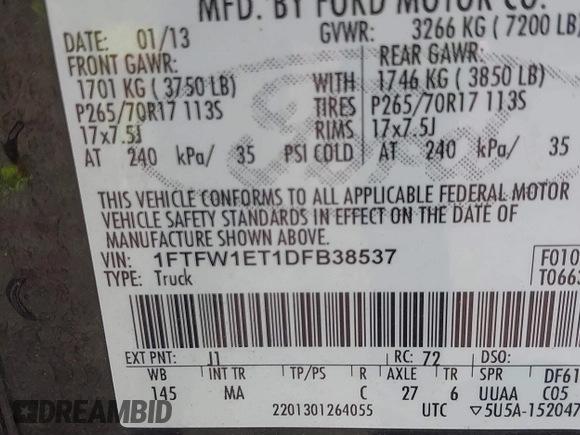 MFD. BY FORD MOTOR CO.
DATE: 01/13 GVWR: 3266 KG ( 7200 LB)
FRONT GAWR: REAR GAWR:
1701 KG ( 3750 LB) WITH 1746 KG ( 3850 LB)
P265/70R17 113S TIRES P265/70R17 113S
17x7.5J RIMS 17x7.5J
AT 240 kPa/ 35 PSI COLD AT 240 kPa/ 35
THIS VEHICLE CONFORMS TO ALL APPLICABLE FEDERAL MOTOR
VEHICLE SAFETY STANDARDS IN EFFECT ON THE DATE OF
MANUFACTURE SHOWN ABOVE.
VIN: 1FTFW1ET1DFB38537 F010
TYPE: Truck T066
EXT PNT: J1 RC: 72 DSO:
WB INT TR TP/PS R AXLE TR SPR DF61
145 MA C 27 6 UUAA C05
2201301264055 UTC ▽5U5A-152047
DREAMBID.COM